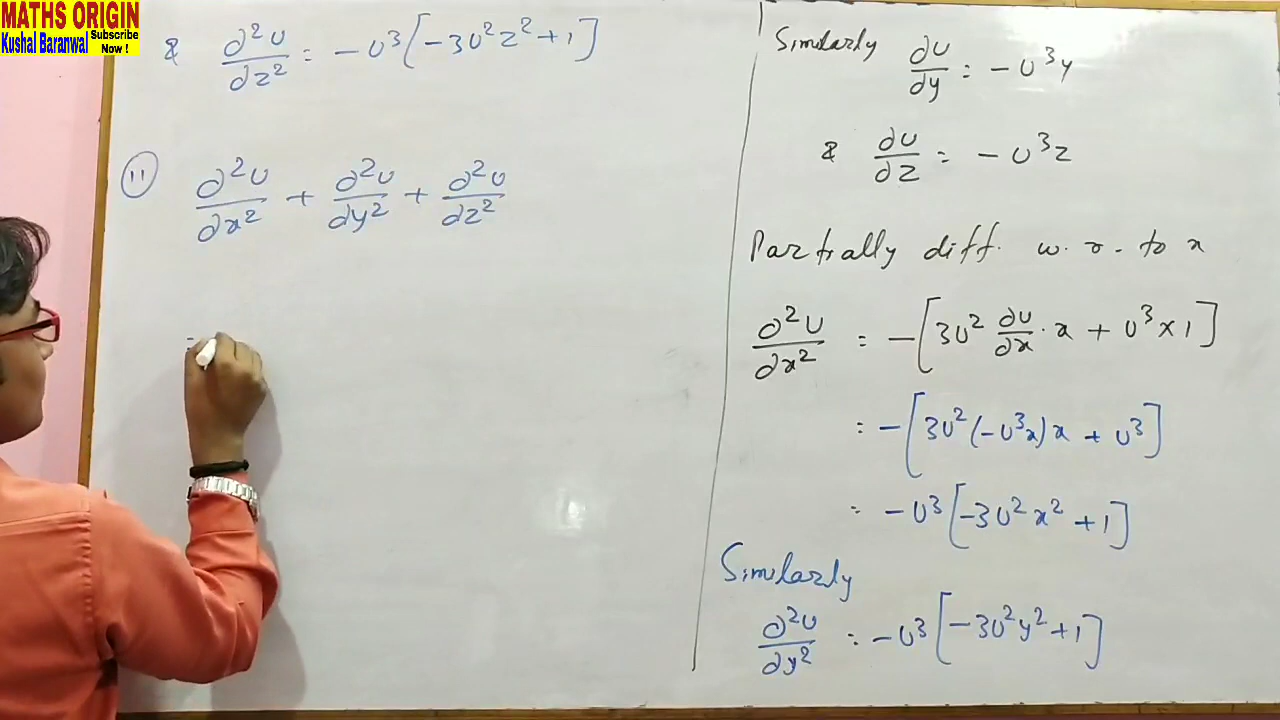 MATHS ORIGIN
Kushal Baranwal Subscribe Now !
& ∂²u/∂z² = -u³[-3u²z²+1]
(11) ∂²u/∂x² + ∂²u/∂y² + ∂²u/∂z²
=
Similarly ∂u/∂y = -u³y
& ∂u/∂z = -u³z
Partially diff. w. r. to x
∂²u/∂x² = -[3u² ∂u/∂x · x + u³×1]
= -[3u²(-u³x)x + u³]
= -u³[-3u²x²+1]
Similarly
∂²u/∂y² = -u³[-3u²y²+1]